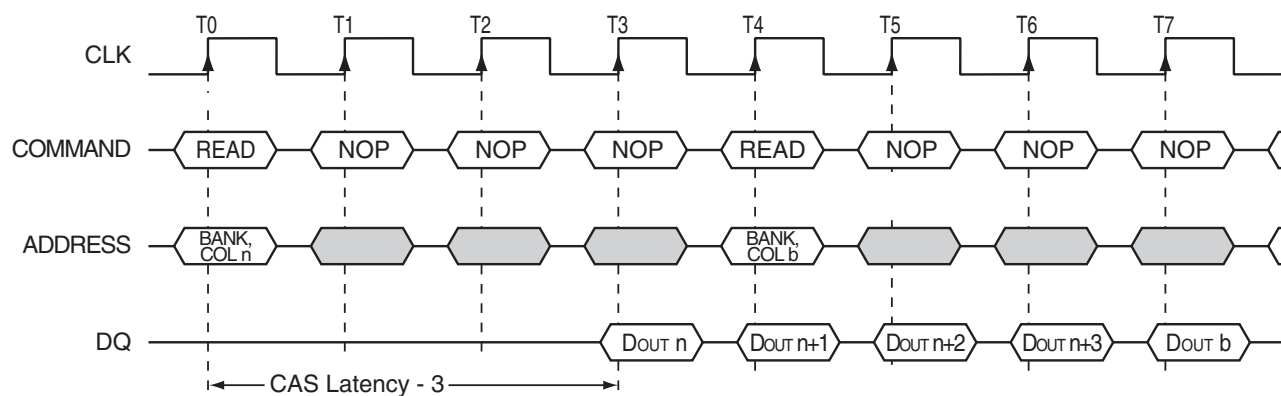 T0 T1 T2 T3 T4 T5 T6 T7
CLK
COMMAND READ NOP NOP NOP READ NOP NOP NOP
ADDRESS BANK, COL n BANK, COL b
DQ DOUT n DOUT n+1 DOUT n+2 DOUT n+3 DOUT b
CAS Latency - 3